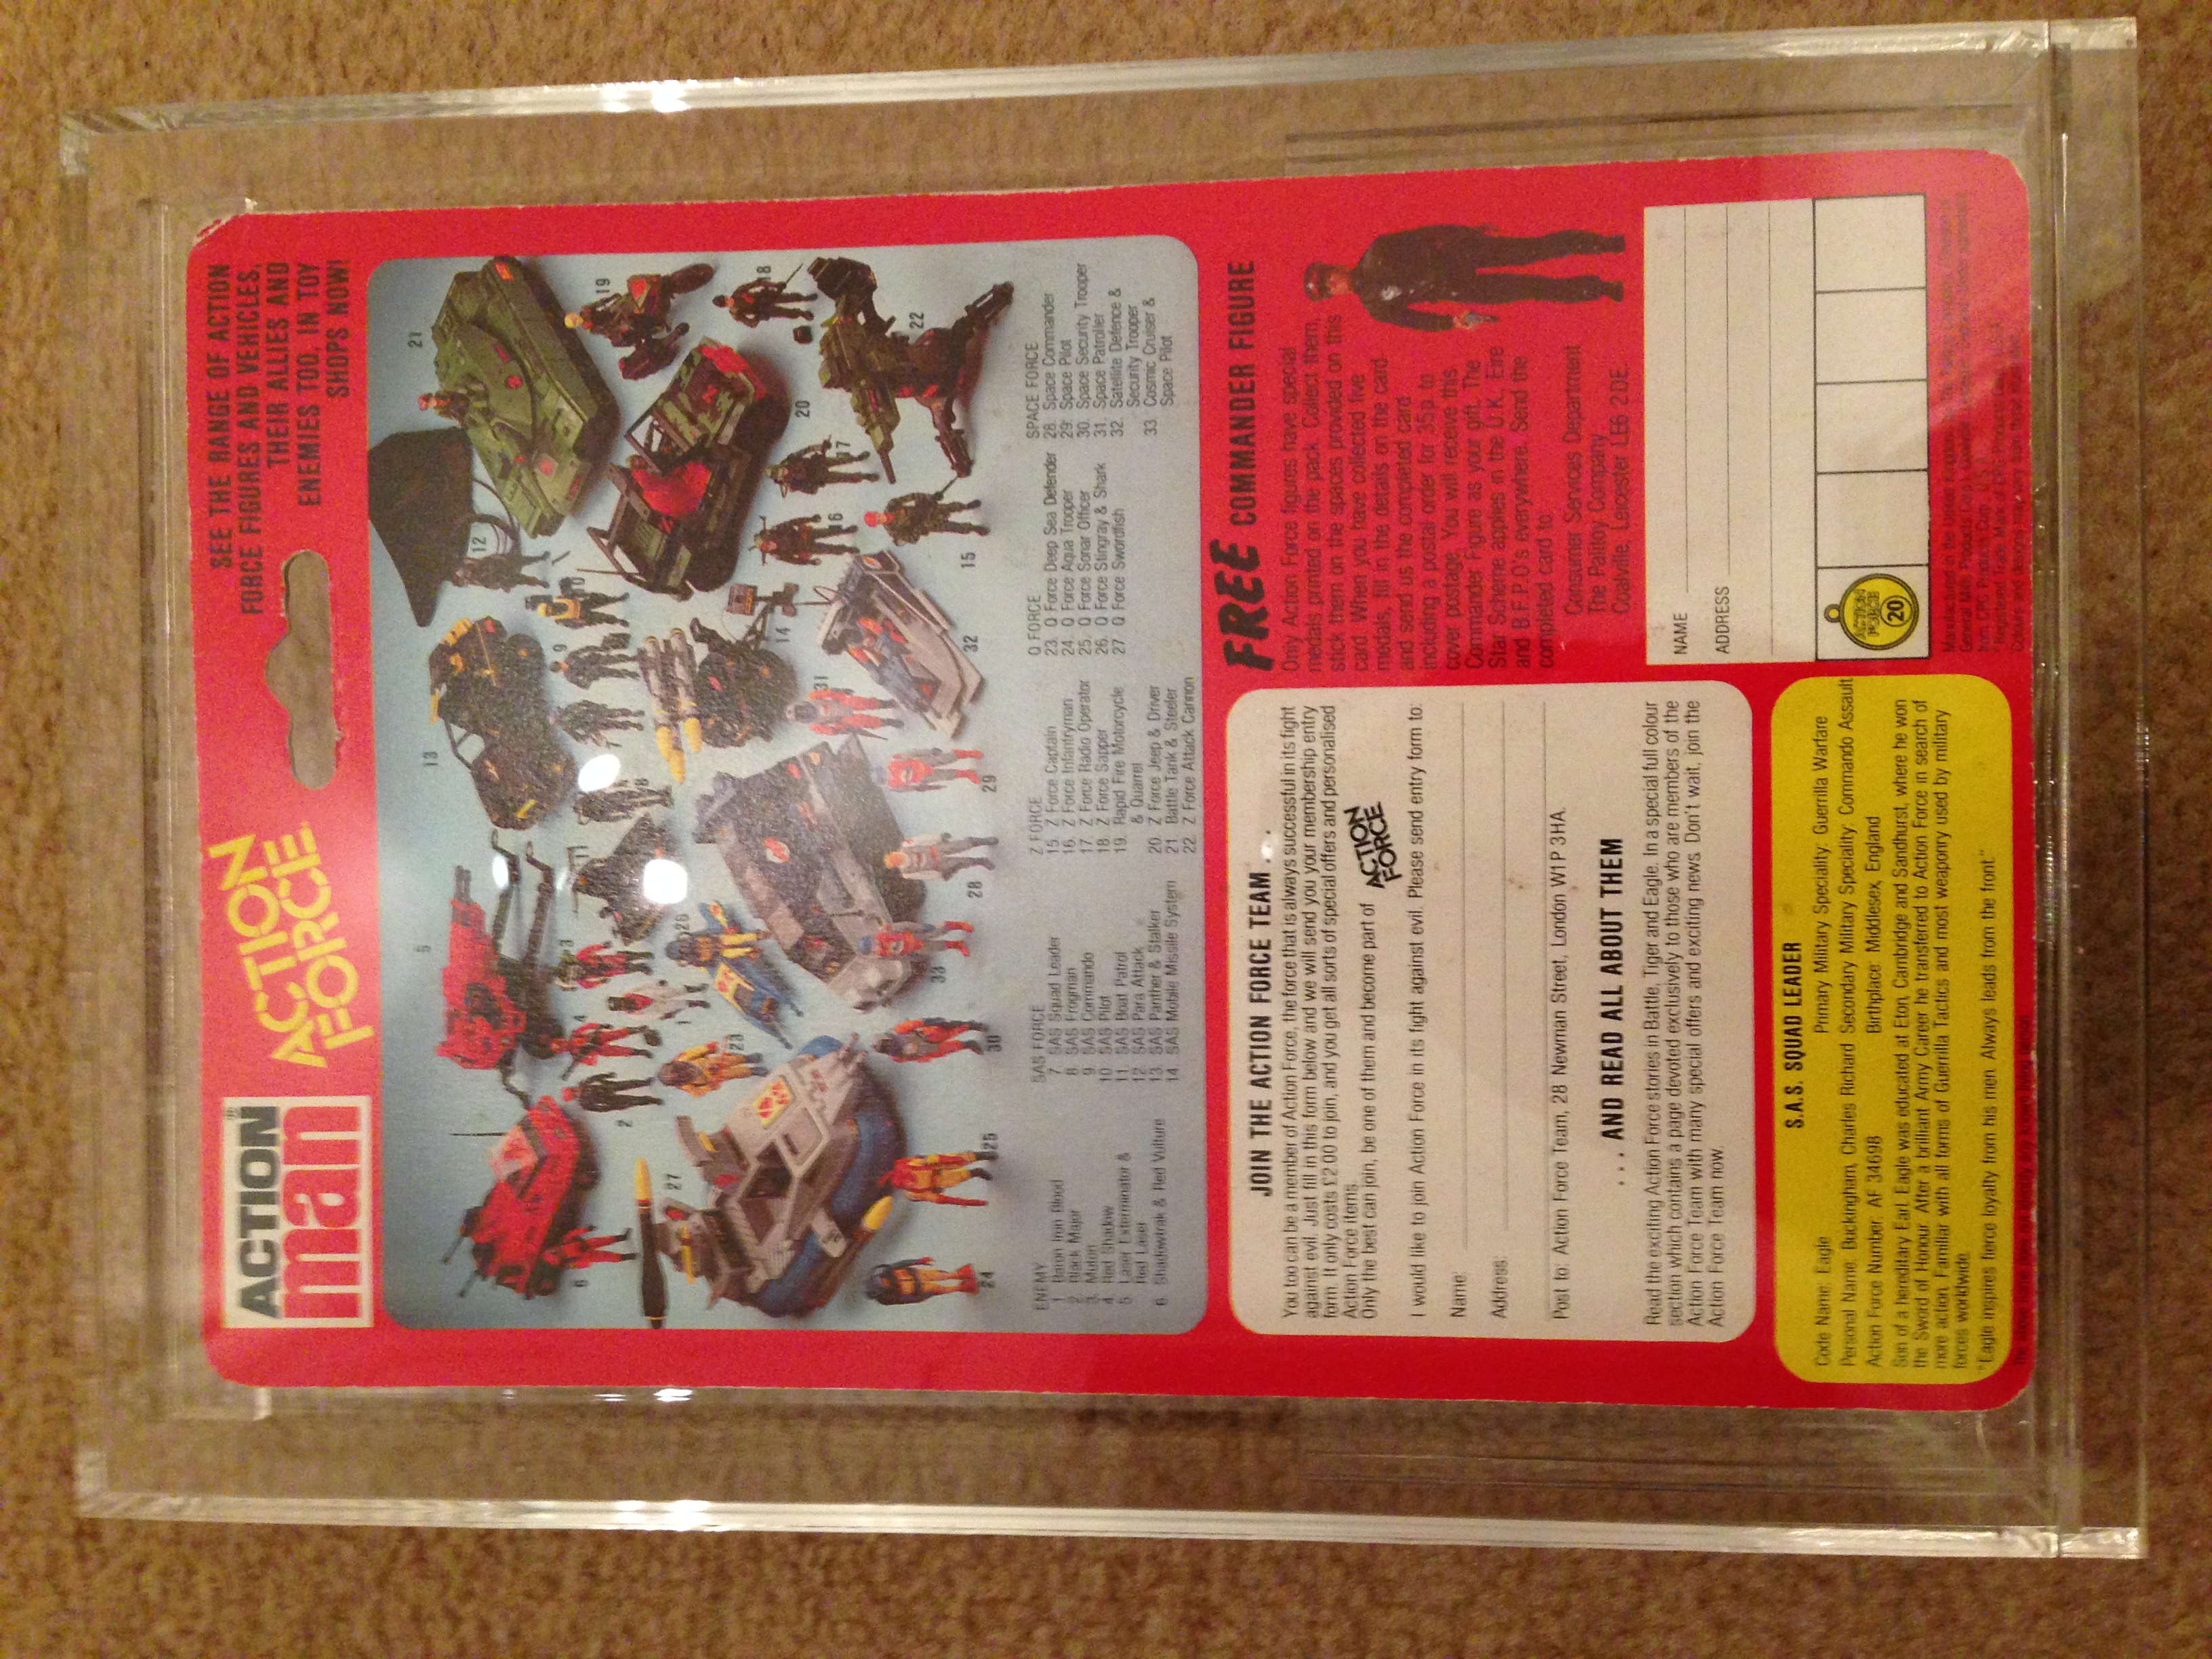 ACTION
man®
ACTION
FORCE
SEE THE RANGE OF ACTION
FORCE FIGURES AND VEHICLES,
THEIR ALLIES AND
ENEMIES TOO, IN TOY
SHOPS NOW!
ENEMY
1 Baron Iron Blood
2 Black Major
3 Muton
4 Red Shadow
5 Laser Exterminator &
Red Laser
6 Shadowtrak & Red Vulture
SAS FORCE
7 SAS Squad Leader
8 SAS Frogman
9 SAS Commando
10 SAS Pilot
11 SAS Boat Patrol
12 SAS Para Attack
13 SAS Panther & Stalker
14 SAS Mobile Missile System
Z FORCE
15. Z Force Captain
16. Z Force Infantryman
17. Z Force Radio Operator
18. Z Force Sapper
19. Rapid Fire Motorcycle
& Quarrel
20 Z Force Jeep & Driver
21 Battle Tank & Steeler
22 Z Force Attack Cannon
Q FORCE
23. Q Force Deep Sea Defender
24. Q Force Aqua Trooper
25. Q Force Sonar Officer
26. Q Force Stingray & Shark
27 Q Force Swordfish
SPACE FORCE
28. Space Commander
29. Space Pilot
30. Space Security Trooper
31. Space Patroller
32. Satellite Defence &
Security Trooper
33 Cosmic Cruiser &
Space Pilot
JOIN THE ACTION FORCE TEAM . . .
You too can be a member of Action Force, the force that is always successful in its fight
against evil. Just fill in this form below and we will send you your membership entry
form. It only costs £2.00 to join, and you get all sorts of special offers and personalised
Action Force items.
Only the best can join, be one of them and become part of ACTION FORCE
I would like to join Action Force in its fight against evil. Please send entry form to:
Name:
Address:
Post to: Action Force Team, 28 Newman Street, London W1P 3HA.
. . . . AND READ ALL ABOUT THEM
Read the exciting Action Force stories in Battle, Tiger and Eagle. In a special full colour
section which contains a page devoted exclusively to those who are members of the
Action Force Team with many special offers and exciting news. Don't wait, join the
Action Force Team now.
FREE COMMANDER FIGURE
Only Action Force figures have special
medals printed on the pack. Collect them,
stick them on the spaces provided on this
card. When you have collected five
medals, fill in the details on the card
and send us the completed card
including a postal order for 35p to
cover postage. You will receive this
Commander Figure as your gift. The
Star Scheme applies in the U.K., Eire
and B.F.P.O's everywhere. Send the
completed card to:
Consumer Services Department,
The Palitoy Company,
Coalville, Leicester LE6 2DE.
NAME
ADDRESS
ACTION
FORCE
20
S.A.S. SQUAD LEADER
Code Name: Eagle Primary Military Speciality: Guerrilla Warfare
Personal Name: Buckingham, Charles Richard Secondary Military Speciality: Commando Assault
Action Force Number: AF 34698 Birthplace: Middlesex, England
Son of a hereditary Earl, Eagle was educated at Eton, Cambridge and Sandhurst, where he won
the Sword of Honour. After a brilliant Army Career he transferred to Action Force in search of
more action. Familiar with all forms of Guerrilla Tactics and most weaponry used by military
forces worldwide.
"Eagle inspires fierce loyalty from his men. Always leads from the front"